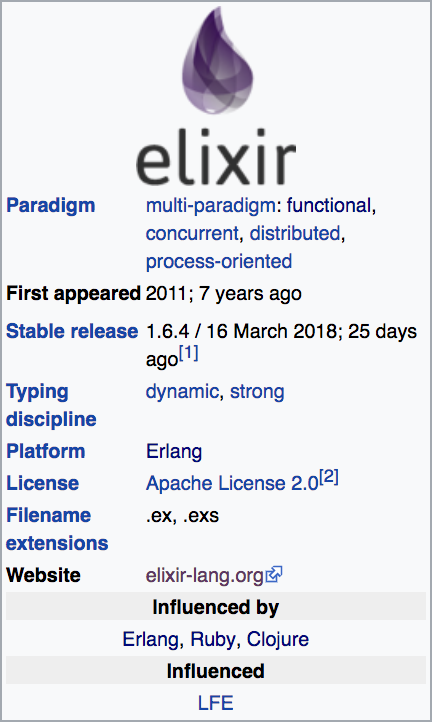 elixir
Paradigm multi-paradigm: functional,
concurrent, distributed,
process-oriented
First appeared 2011; 7 years ago
Stable release 1.6.4 / 16 March 2018; 25 days
ago[1]
Typing dynamic, strong
discipline
Platform Erlang
License Apache License 2.0[2]
Filename .ex, .exs
extensions
Website elixir-lang.org
Influenced by
Erlang, Ruby, Clojure
Influenced
LFE